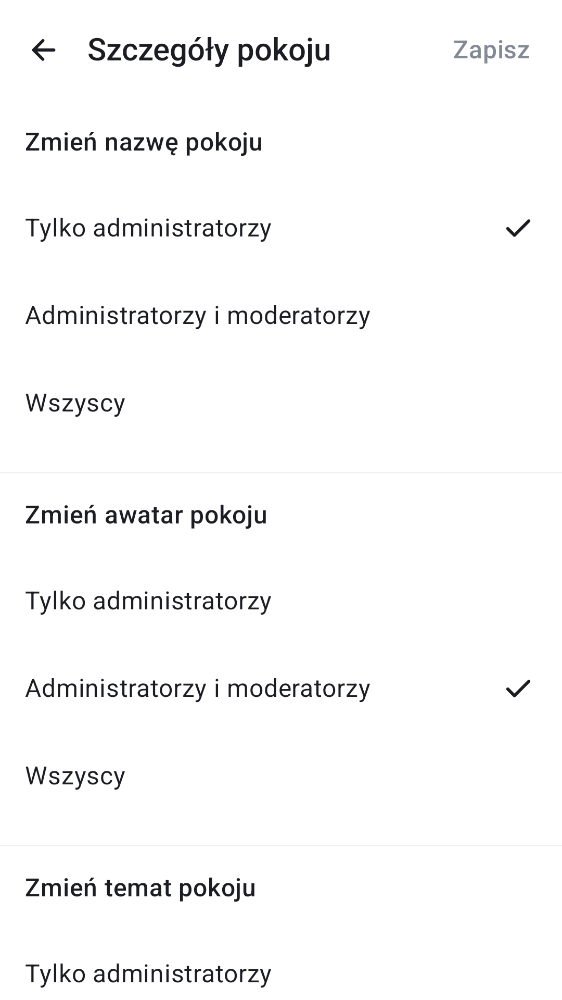 Szczegóły pokoju Zapisz
Zmień nazwę pokoju
Tylko administratorzy
Administratorzy i moderatorzy
Wszyscy
Zmień awatar pokoju
Tylko administratorzy
Administratorzy i moderatorzy
Wszyscy
Zmień temat pokoju
Tylko administratorzy